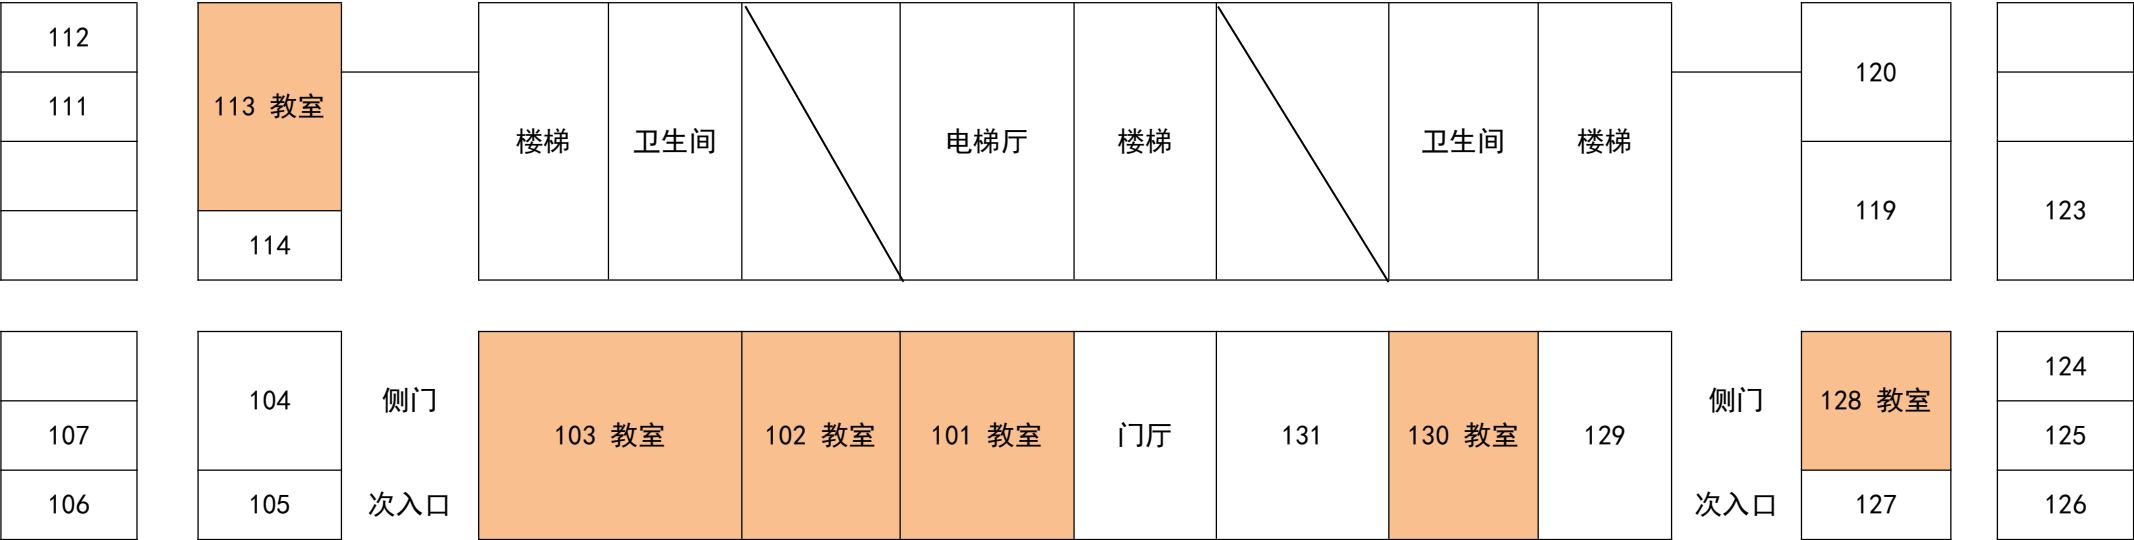 112
111
113 教室
114
楼梯
卫生间
电梯厅
楼梯
卫生间
楼梯
120
119
123
107
106
104
105
侧门
次入口
103 教室
102 教室
101 教室
门厅
131
130 教室
129
侧门
次入口
128 教室
127
124
125
126